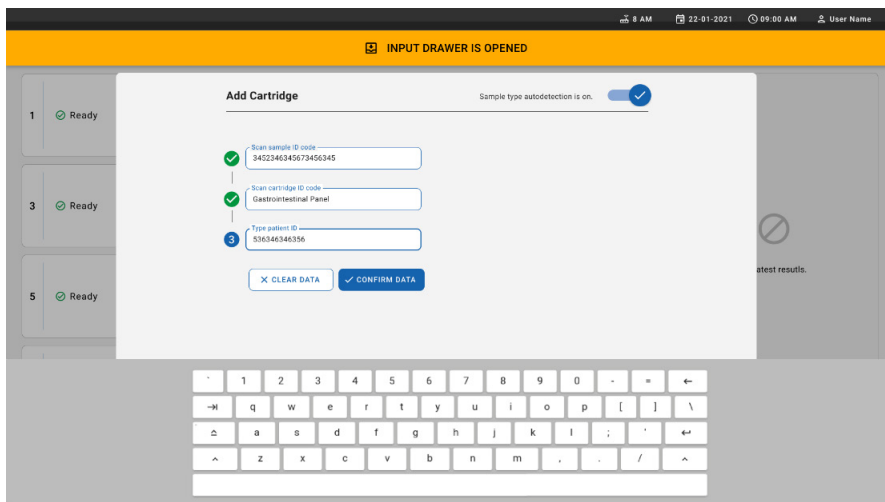 8 AM 22-01-2021 09:00 AM User Name
INPUT DRAWER IS OPENED
Add Cartridge
Sample type autodetection is on.
1 Ready
Scan sample ID code
3452346345673456345
Scan cartridge ID code
Gastrointestinal Panel
3 Ready
Type patient ID
3 536346346356
atest resutls.
CLEAR DATA CONFIRM DATA
5 Ready
` 1 2 3 4 5 6 7 8 9 0 - =
q w e r t y u i o p [ ] \
a s d f g h j k l ; '
z x c v b n m , . /